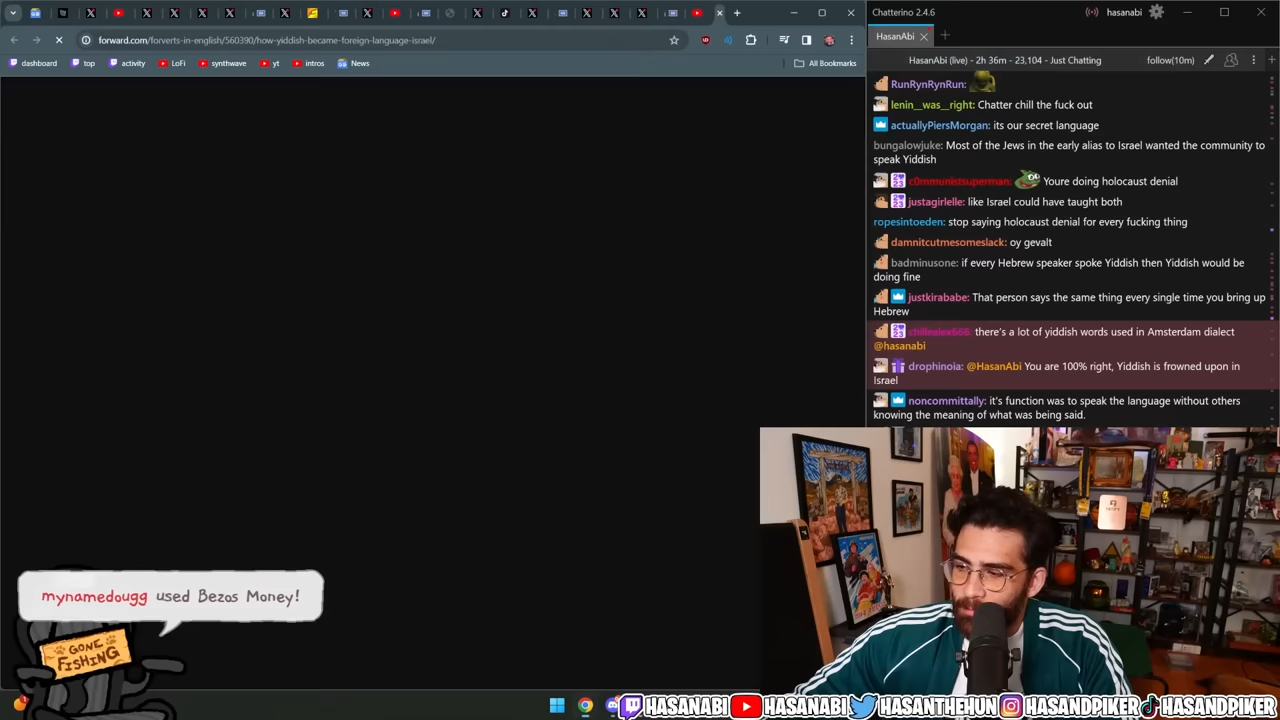 forward.com/forverts-in-english/560390/how-yiddish-became-foreign-language-israel/
dashboard
top
activity
LoFi
synthwave
yt
intros
News
All Bookmarks
Chatterino 2.4.6
hasanabi
HasanAbi
HasanAbi (live) - 2h 36m - 23,104 - Just Chatting
follow(10m)
RunRynRynRun:
lenin__was__right: Chatter chill the fuck out
actuallyPiersMorgan: its our secret language
bungalowjuke: Most of the Jews in the early alias to Israel wanted the community to
speak Yiddish
c0mmunistsuperman: Youre doing holocaust denial
justagirlelle: like Israel could have taught both
ropesintoeden: stop saying holocaust denial for every fucking thing
damnitcutmesomeslack: oy gevalt
badminusone: if every Hebrew speaker spoke Yiddish then Yiddish would be
doing fine
justkirababe: That person says the same thing every single time you bring up
Hebrew
there's a lot of yiddish words used in Amsterdam dialect
@hasanabi
drophinoia: @HasanAbi You are 100% right, Yiddish is frowned upon in
Israel
noncommittally: it's function was to speak the language without others
knowing the meaning of what was being said.
mynamedougg used Bezos Money!
GONE
FISHING
HASANABI
HASANABI
HASANTHEHUN
HASANDPIKER
HASANDPIKER